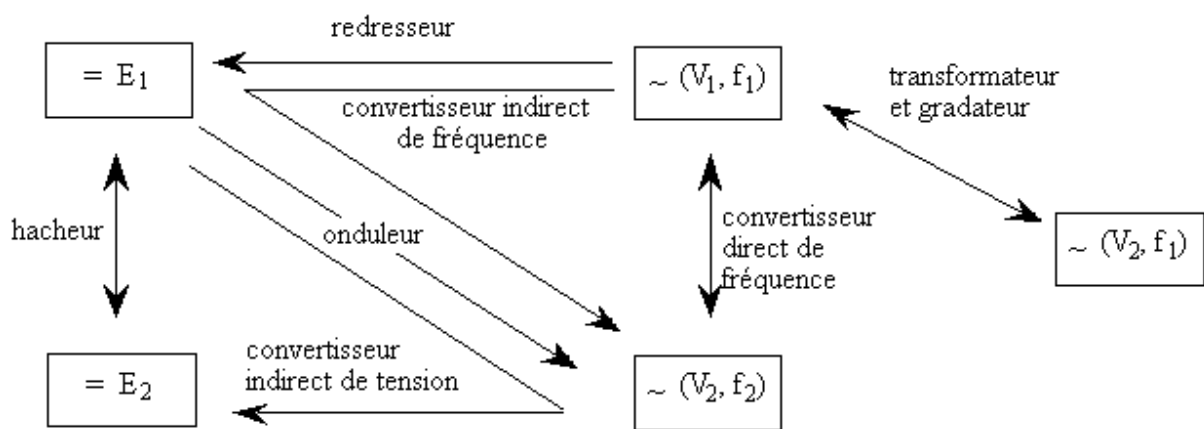 redresseur
= E₁
~ (V₁, f₁)
transformateur
et gradateur
convertisseur indirect
de fréquence
hacheur
onduleur
convertisseur
direct de
fréquence
~ (V₂, f₁)
convertisseur
indirect de tension
= E₂
~ (V₂, f₂)